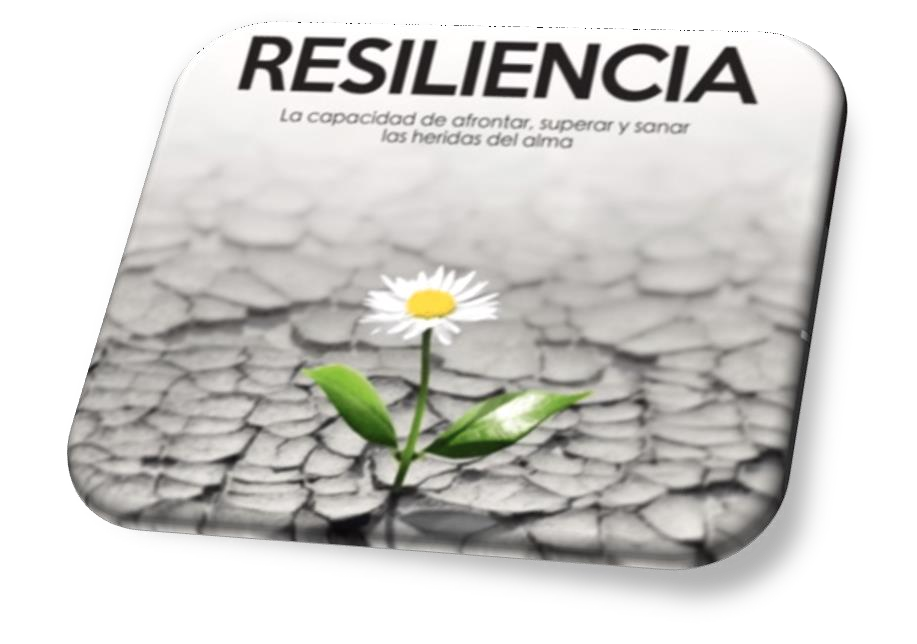 RESILIENCIA
La capacidad de afrontar, superar y sanar
las heridas del alma